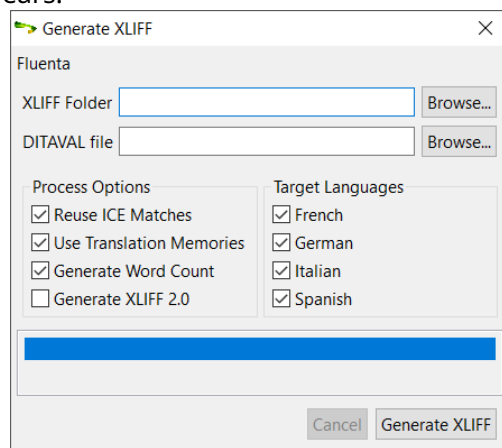 Generate XLIFF
Fluenta
XLIFF Folder Browse...
DITAVAL file Browse...
Process Options Target Languages
Reuse ICE Matches French
Use Translation Memories German
Generate Word Count Italian
Generate XLIFF 2.0 Spanish
Cancel Generate XLIFF